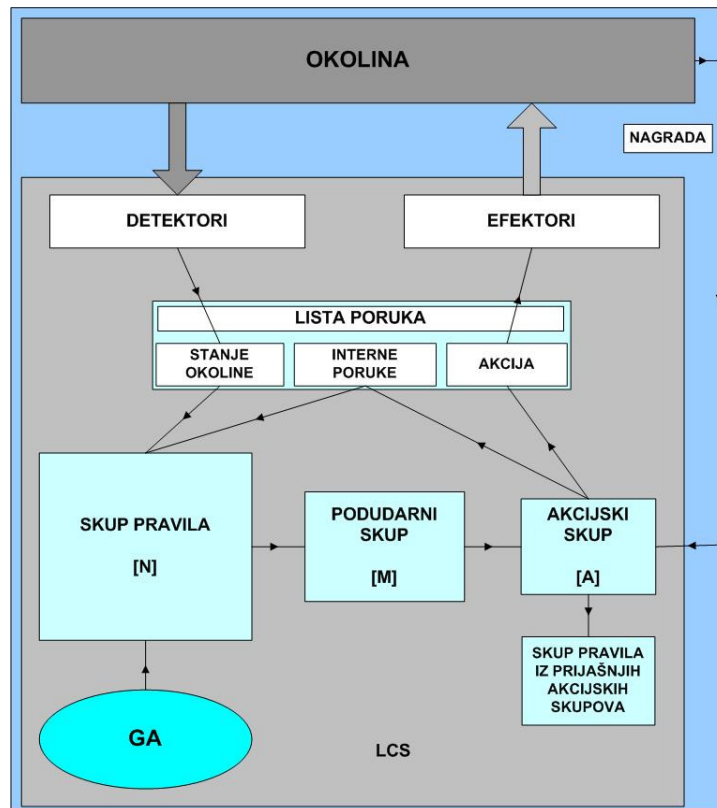 OKOLINA
NAGRADA
DETEKTORI
EFEKTORI
LISTA PORUKA
STANJE
OKOLINE
INTERNE
PORUKE
AKCIJA
SKUP PRAVILA
[N]
PODUDARNI
SKUP
[M]
AKCIJSKI
SKUP
[A]
SKUP PRAVILA
IZ PRIJAŠNJIH
AKCIJSKIH
SKUPOVA
GA
LCS